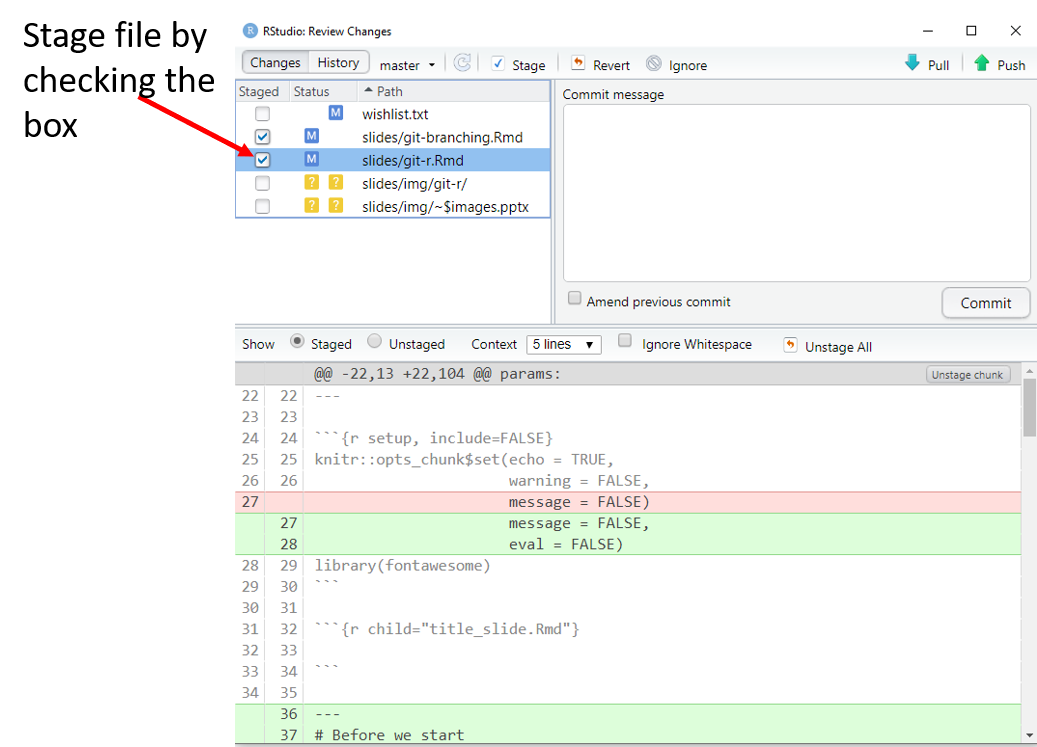 Stage file by
checking the
box
R RStudio: Review Changes
Changes History master Stage Revert Ignore Pull Push
Staged Status Path
M wishlist.txt
M slides/git-branching.Rmd
M slides/git-r.Rmd
? ? slides/img/git-r/
? ? slides/img/~$images.pptx
Commit message
Amend previous commit Commit
Show Staged Unstaged Context 5 lines Ignore Whitespace Unstage All
@@ -22,13 +22,104 @@ params: Unstage chunk
22 22 ---
23 23
24 24 ```{r setup, include=FALSE}
25 25 knitr::opts_chunk$set(echo = TRUE,
26 26 warning = FALSE,
27 message = FALSE)
27 message = FALSE,
28 eval = FALSE)
28 29 library(fontawesome)
29 30 ```
30 31
31 32 ```{r child="title_slide.Rmd"}
32 33
33 34 ```
34 35
36 ---
37 # Before we start